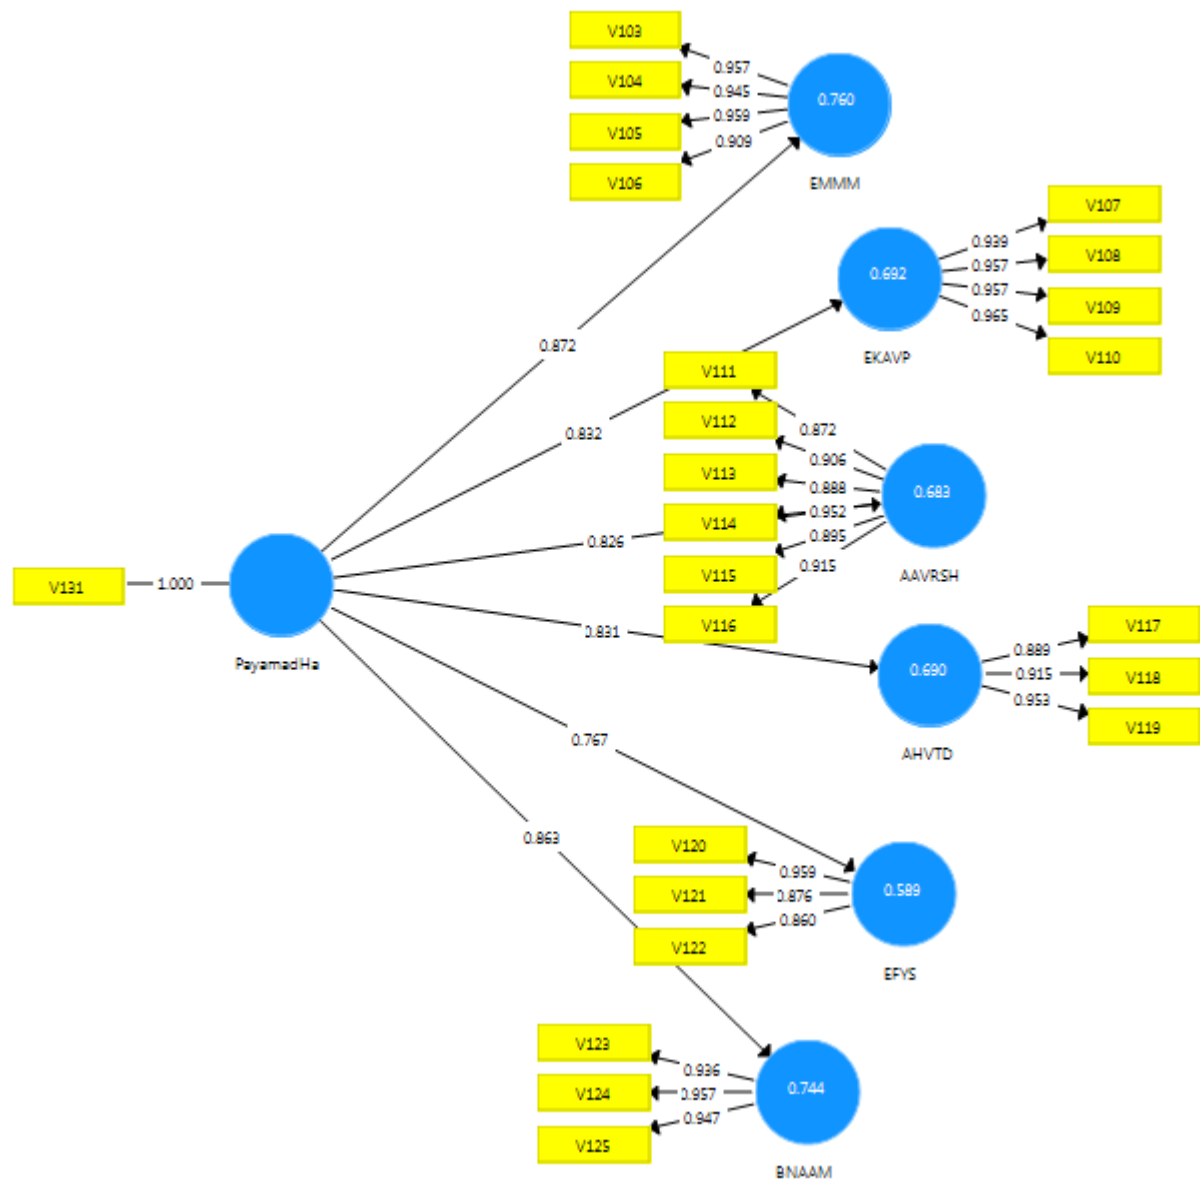 V103
V104
V105
V106
0.957
0.945
0.959
0.909
0.760
EMMM
V107
V108
V109
V110
0.939
0.957
0.957
0.965
0.692
EKAVP
0.872
0.832
0.826
0.831
0.767
0.863
V111
V112
V113
V114
V115
V116
0.872
0.906
0.888
0.952
0.895
0.915
0.683
AAVRSH
V131
1.000
PayamadHa
V117
V118
V119
0.889
0.915
0.953
0.690
AHVTD
V120
V121
V122
0.959
0.876
0.860
0.589
EFYS
V123
V124
V125
0.936
0.957
0.947
0.744
BNAAM